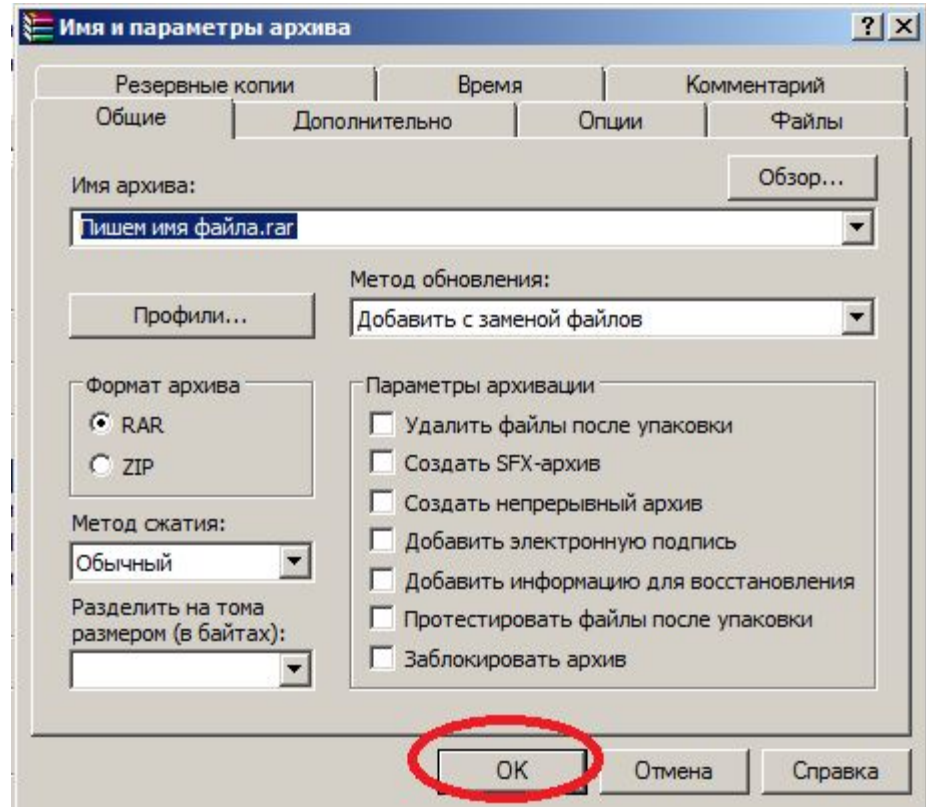 Имя и параметры архива
Резервные копии Время Комментарий
Общие Дополнительно Опции Файлы
Обзор...
Имя архива:
Пишем имя файла.rar
Метод обновления:
Профили...
Добавить с заменой файлов
Формат архива
RAR
ZIP
Метод сжатия:
Обычный
Разделить на тома
размером (в байтах):
Параметры архивации
Удалить файлы после упаковки
Создать SFX-архив
Создать непрерывный архив
Добавить электронную подпись
Добавить информацию для восстановления
Протестировать файлы после упаковки
Заблокировать архив
OK Отмена Справка